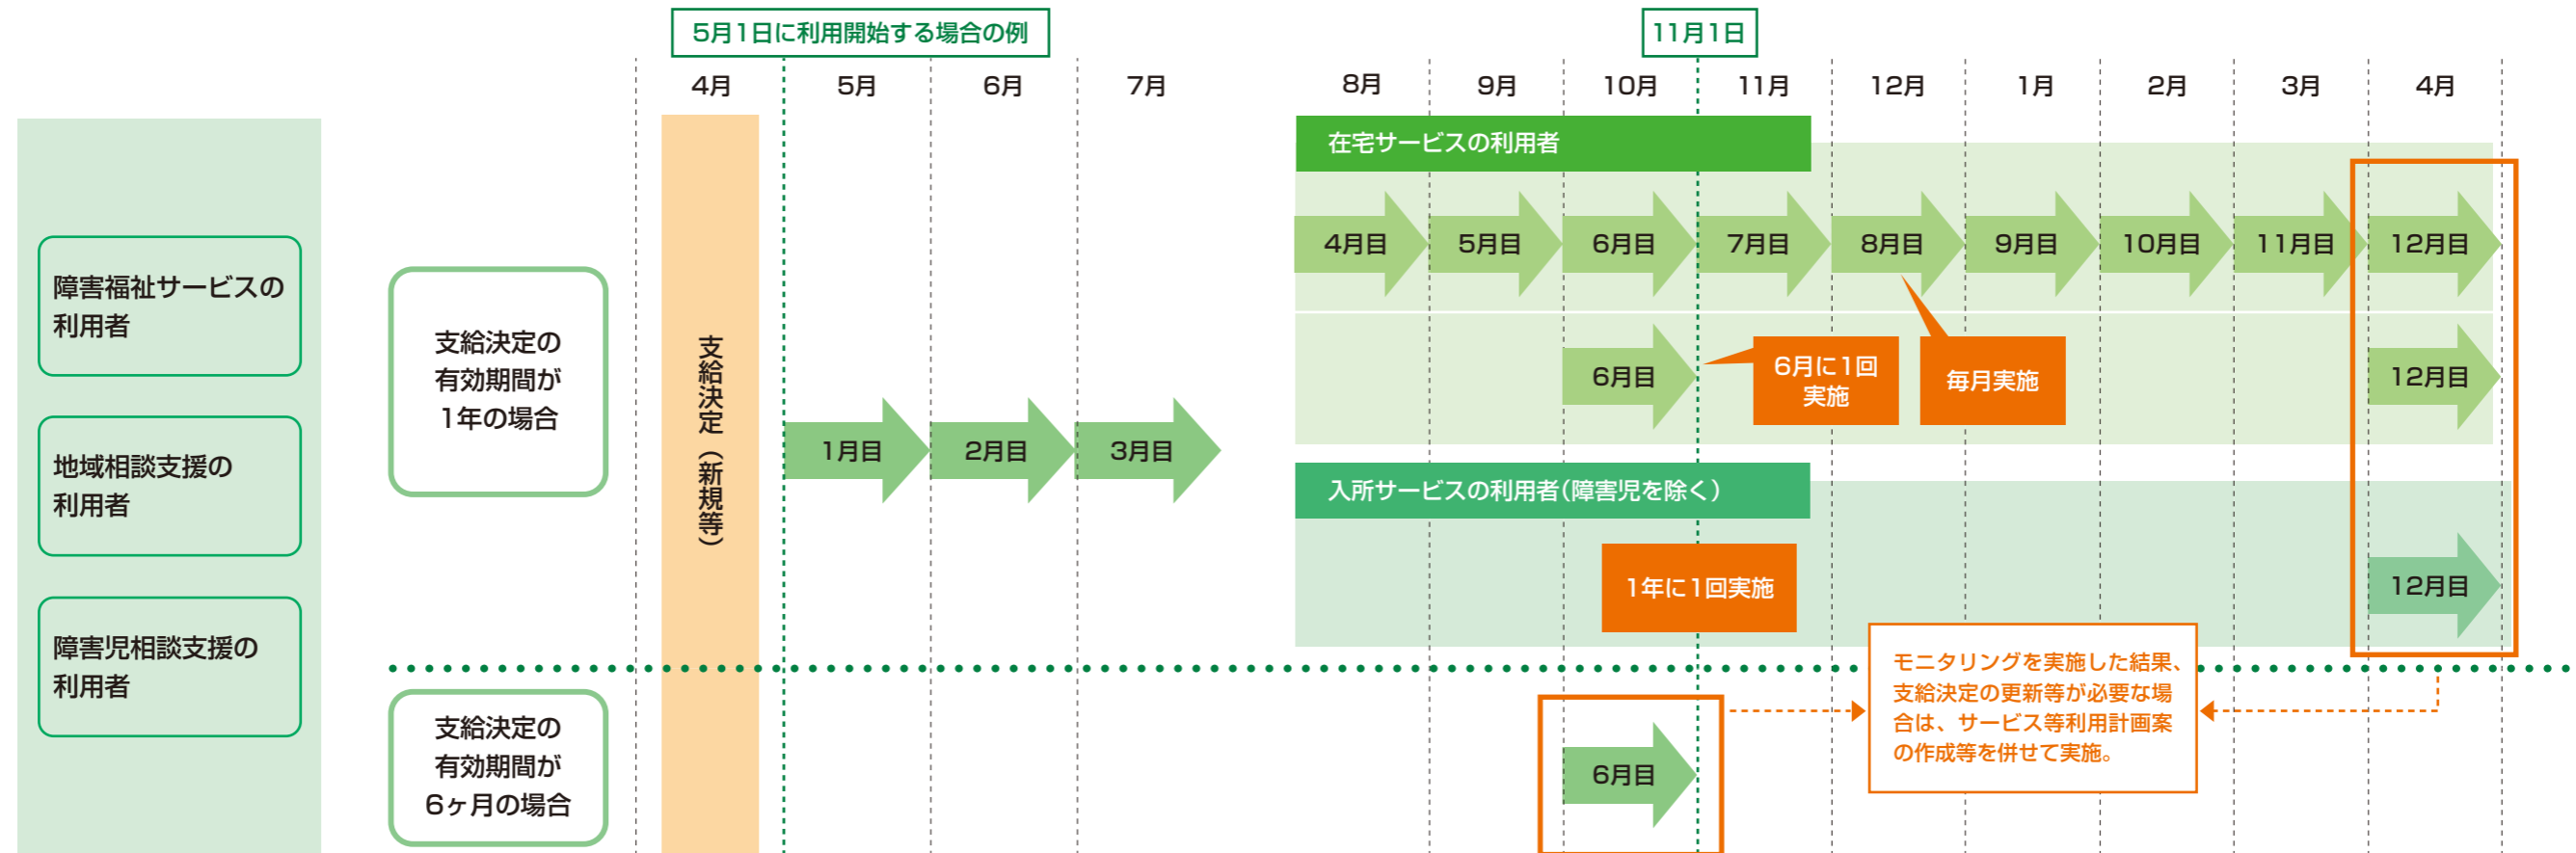 5月1日に利用開始する場合の例
11月1日
4月
5月
6月
7月
8月
9月
10月
11月
12月
1月
2月
3月
4月
障害福祉サービスの
利用者
地域相談支援の
利用者
障害児相談支援の
利用者
支給決定の
有効期間が
1年の場合
支給決定(新規等)
1月目
2月目
3月目
在宅サービスの利用者
4月目
5月目
6月目
7月目
8月目
9月目
10月目
11月目
12月目
6月目
6月に1回
実施
毎月実施
12月目
入所サービスの利用者(障害児を除く)
1年に1回実施
12月目
支給決定の
有効期間が
6ヶ月の場合
6月目
モニタリングを実施した結果、
支給決定の更新等が必要な場
合は、サービス等利用計画案
の作成等を併せて実施。